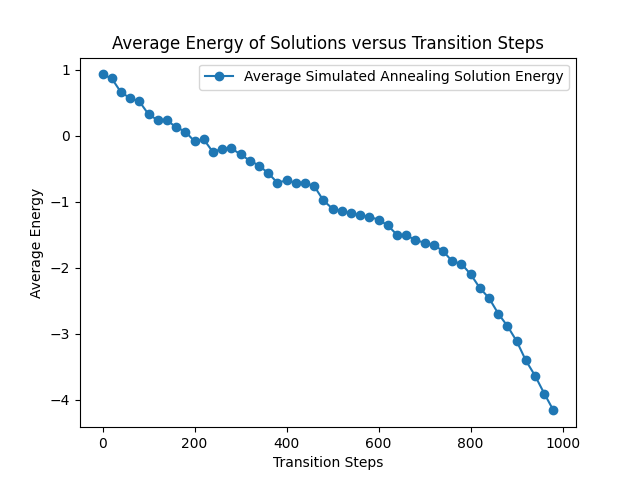 Average Energy of Solutions versus Transition Steps
Average Simulated Annealing Solution Energy
1
0
−1
−2
−3
−4
Average Energy
0 200 400 600 800 1000
Transition Steps